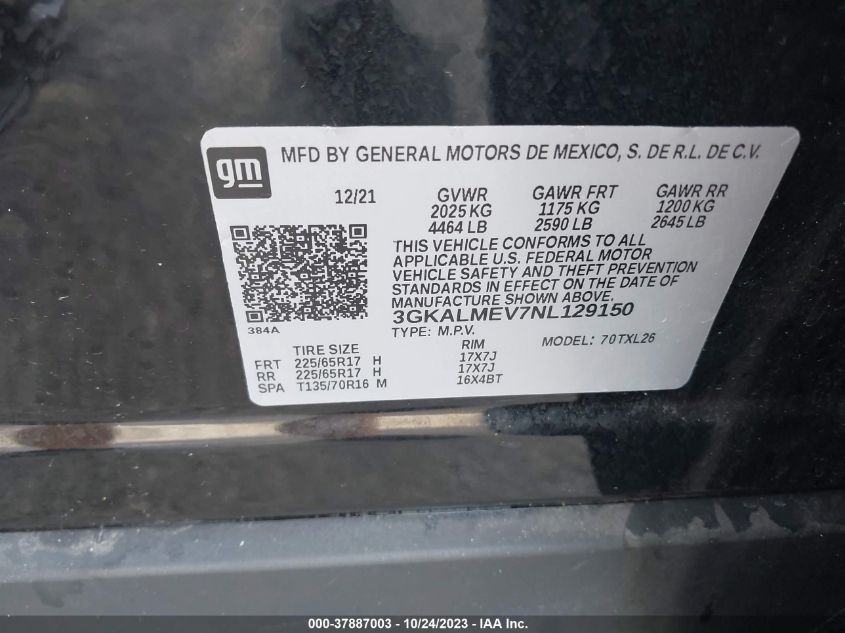 gm
MFD BY GENERAL MOTORS DE MEXICO, S. DE R.L. DE C.V.
12/21 GVWR GAWR FRT GAWR RR
2025 KG 1175 KG 1200 KG
4464 LB 2590 LB 2645 LB
THIS VEHICLE CONFORMS TO ALL
APPLICABLE U.S. FEDERAL MOTOR
VEHICLE SAFETY AND THEFT PREVENTION
STANDARDS IN EFFECT ON THE DATE OF
MANUFACTURE SHOWN ABOVE.
384A
3GKALMEV7NL129150
TYPE: M.P.V. MODEL: 70TXL26
TIRE SIZE RIM
FRT 225/65R17 H 17X7J
RR 225/65R17 H 17X7J
SPA T135/70R16 M 16X4BT
000-37887003 - 10/24/2023 - IAA Inc.